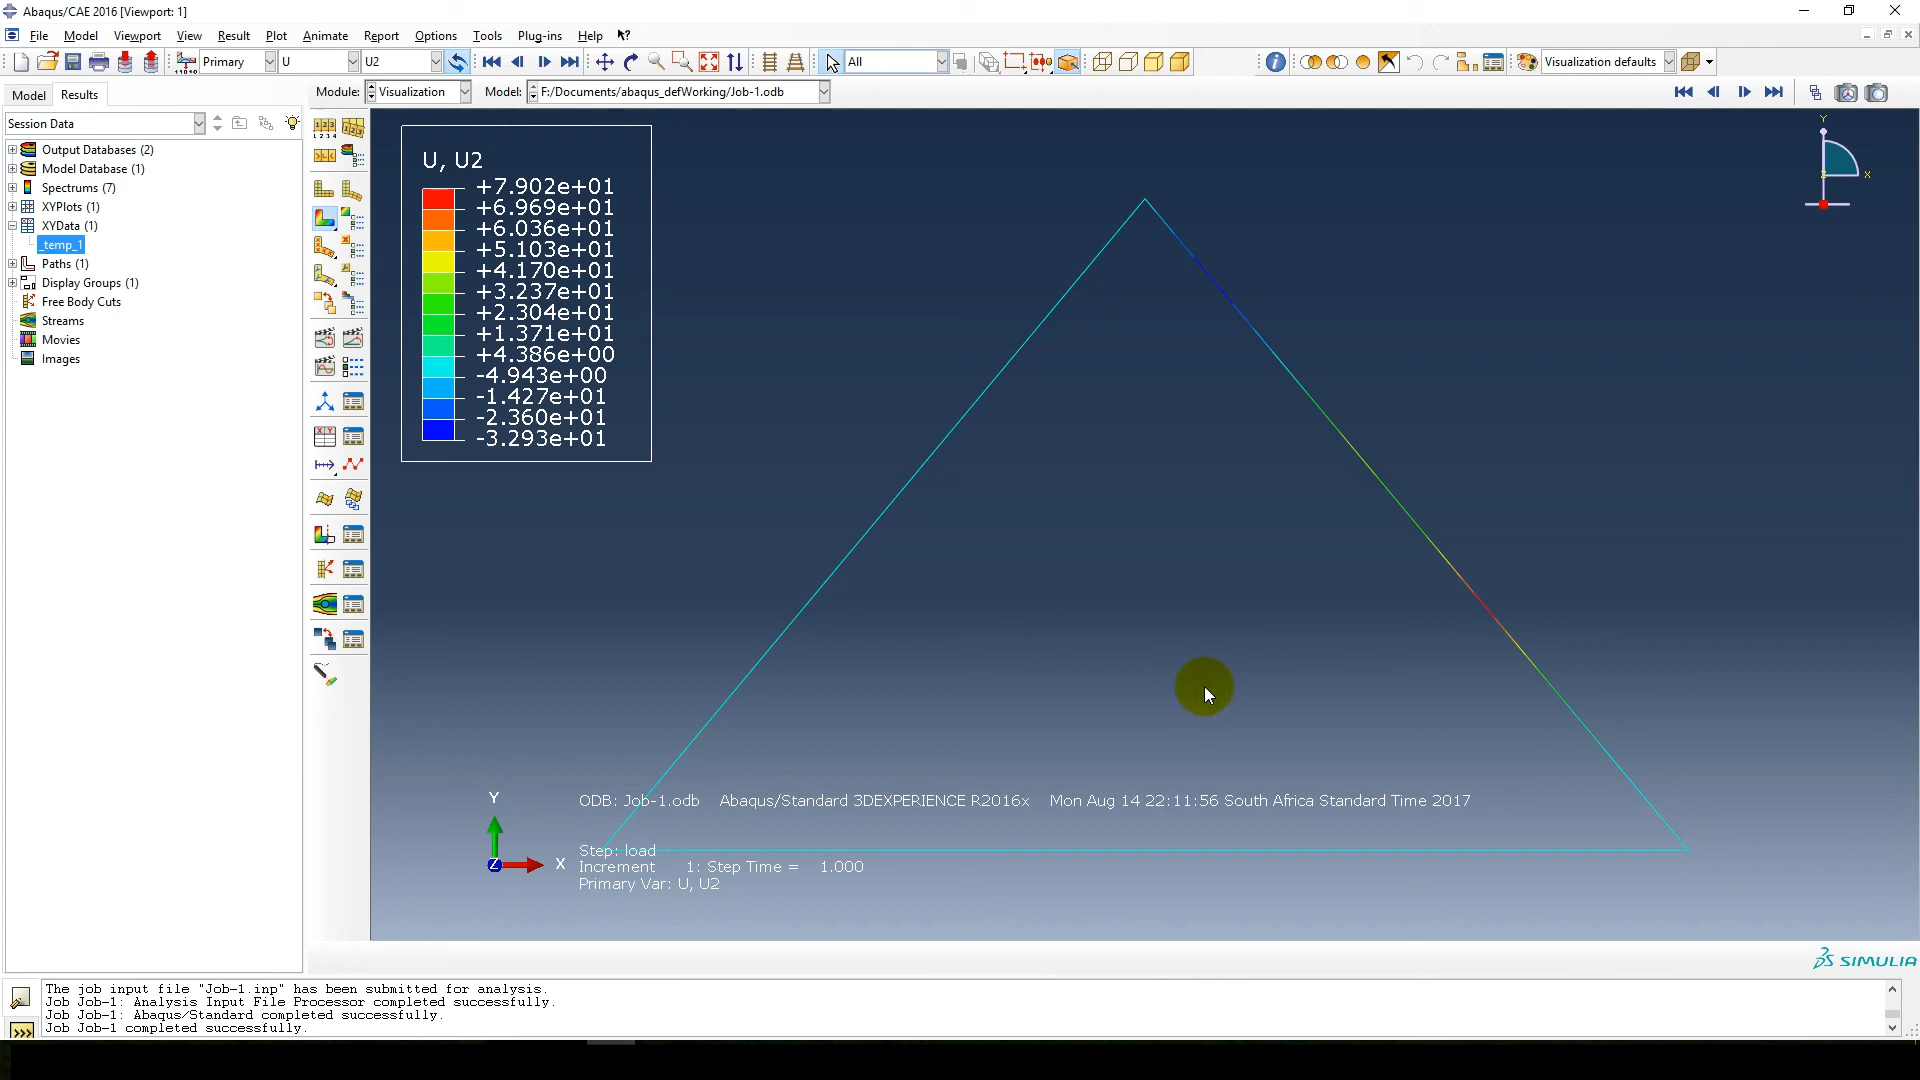 Abaqus/CAE 2016 [Viewport: 1]
File Model Viewport View Result Plot Animate Report Options Tools Plug-ins Help
Primary U U2 All Visualization defaults
Model Results Module: Visualization Model: F:/Documents/abaqus_defWorking/Job-1.odb
Session Data
Output Databases (2)
Model Database (1)
Spectrums (7)
XYPlots (1)
XYData (1)
_temp_1
Paths (1)
Display Groups (1)
Free Body Cuts
Streams
Movies
Images
U, U2
+7.902e+01
+6.969e+01
+6.036e+01
+5.103e+01
+4.170e+01
+3.237e+01
+2.304e+01
+1.371e+01
+4.386e+00
-4.943e+00
-1.427e+01
-2.360e+01
-3.293e+01
Y
X
Z
Y
X
Z
ODB: Job-1.odb Abaqus/Standard 3DEXPERIENCE R2016x Mon Aug 14 22:11:56 South Africa Standard Time 2017
Step: load
Increment 1: Step Time = 1.000
Primary Var: U, U2
SIMULIA
The job input file "Job-1.inp" has been submitted for analysis.
Job Job-1: Analysis Input File Processor completed successfully.
Job Job-1: Abaqus/Standard completed successfully.
Job Job-1 completed successfully.
>>>